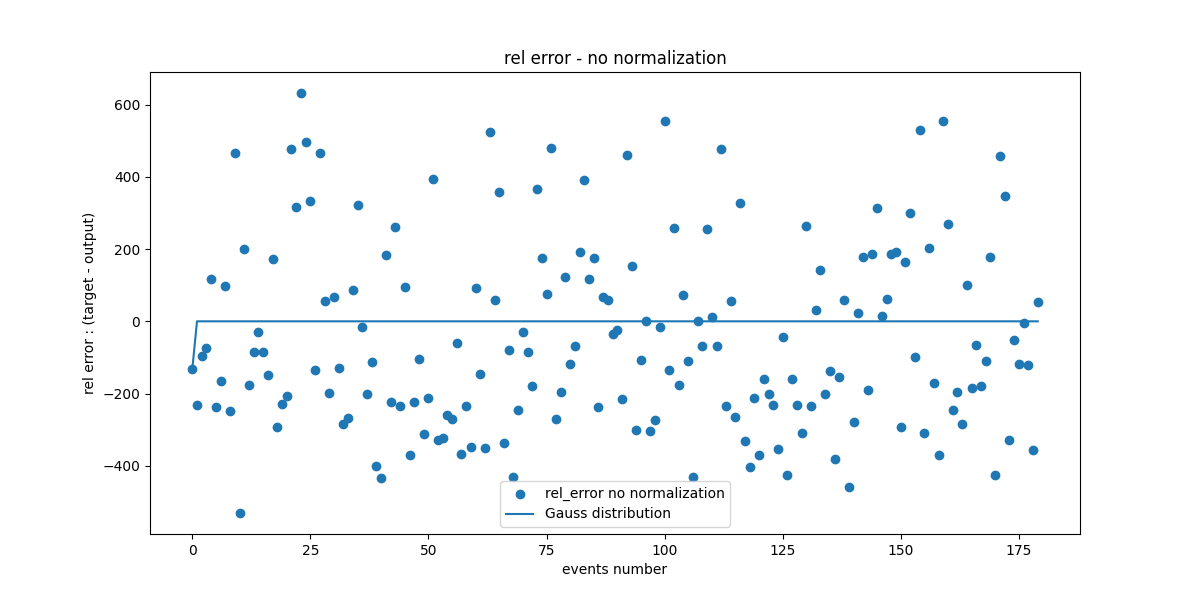 rel error - no normalization
600
400
200
0
−200
−400
rel error : (target - output)
rel_error no normalization
Gauss distribution
0 25 50 75 100 125 150 175
events number